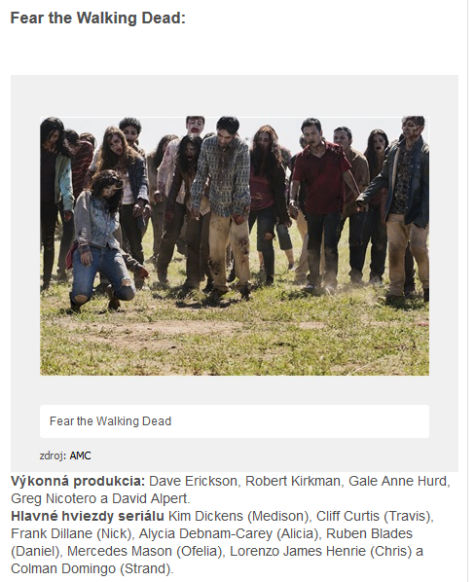 Fear the Walking Dead:
Fear the Walking Dead
zdroj: AMC
Výkonná produkcia: Dave Erickson, Robert Kirkman, Gale Anne Hurd,
Greg Nicotero a David Alpert.
Hlavné hviezdy seriálu Kim Dickens (Medison), Cliff Curtis (Travis),
Frank Dillane (Nick), Alycia Debnam-Carey (Alicia), Ruben Blades
(Daniel), Mercedes Mason (Ofelia), Lorenzo James Henrie (Chris) a
Colman Domingo (Strand).